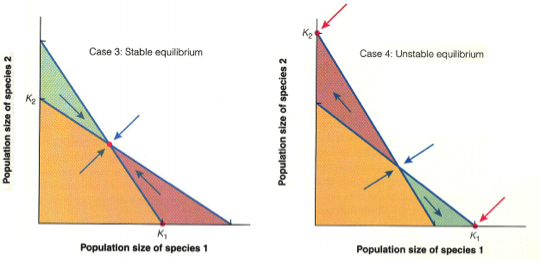 Case 3: Stable equilibrium
Population size of species 2
K2
K1
Population size of species 1
Case 4: Unstable equilibrium
Population size of species 2
K2
K1
Population size of species 1